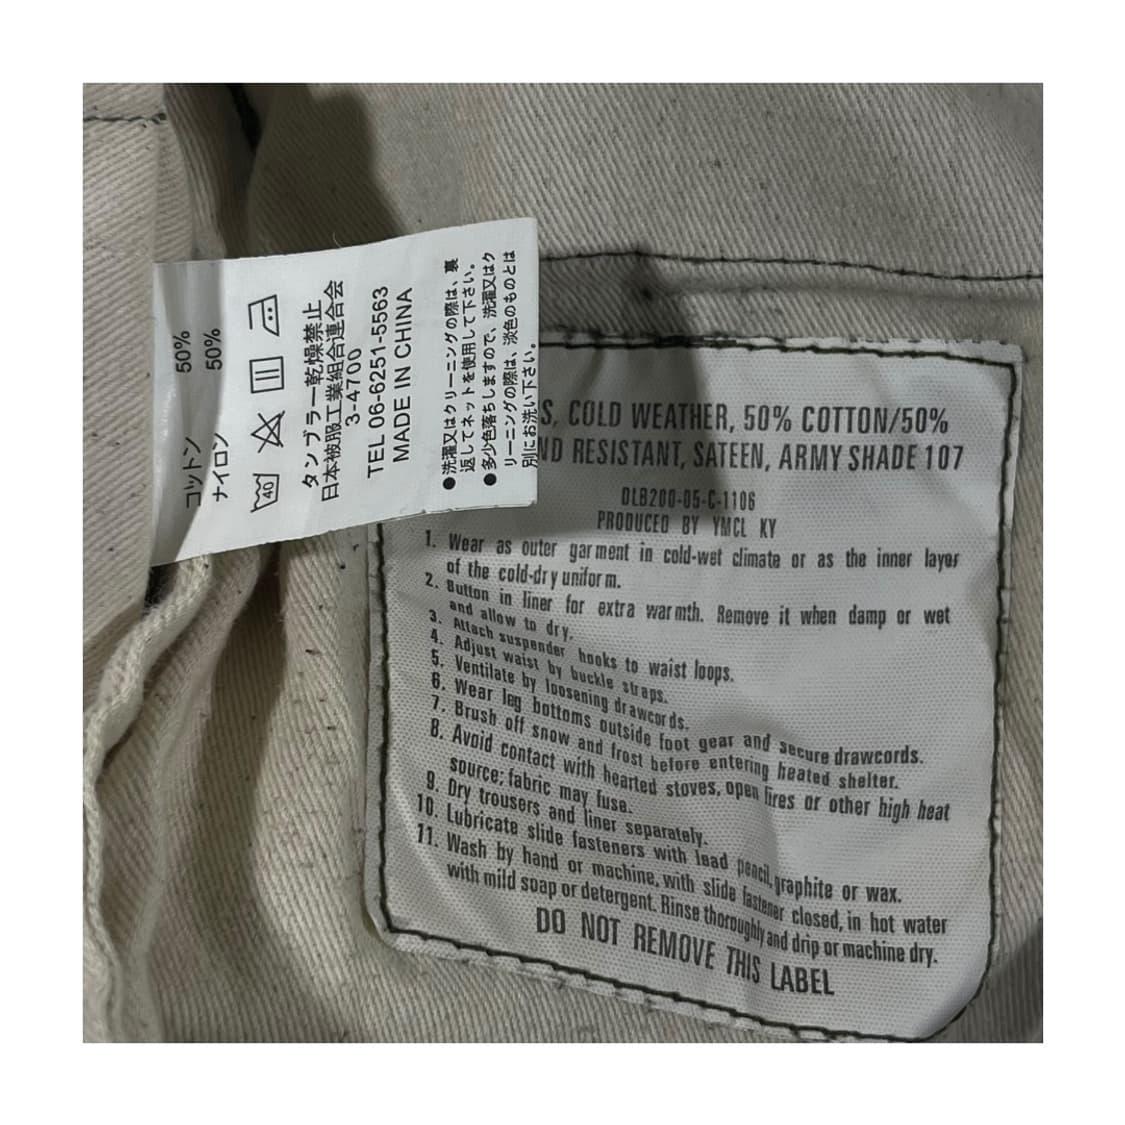 コットン 50%
ナイロン 50%
40
タンブラー乾燥禁止
日本被服工業組合連合会
3-4700
TEL 06-6251-5563
MADE IN CHINA
●洗濯又はクリーニングの際は、裏
返してネットを使用して下さい。
●多少色落ちしますので、洗濯又はク
リーニングの際は、淡色のものとは
別にお洗い下さい。
S, COLD WEATHER, 50% COTTON/50%
ND RESISTANT, SATEEN, ARMY SHADE 107
DLB200-05-C-1106
PRODUCED BY YMCL KY
1. Wear as outer garment in cold-wet climate or as the inner layer
of the cold-dry uniform.
2. Button in liner for extra warmth. Remove it when damp or wet
and allow to dry.
3. Attach suspender hooks to waist loops.
4. Adjust waist by buckle straps.
5. Ventilate by loosening drawcords.
6. Wear leg bottoms outside foot gear and secure drawcords.
7. Brush off snow and frost before entering heated shelter.
8. Avoid contact with hearted stoves, open fires or other high heat
source; fabric may fuse.
9. Dry trousers and liner separately.
10. Lubricate slide fasteners with lead pencil, graphite or wax.
11. Wash by hand or machine, with slide fastener closed, in hot water
with mild soap or detergent. Rinse thoroughly and drip or machine dry.
DO NOT REMOVE THIS LABEL